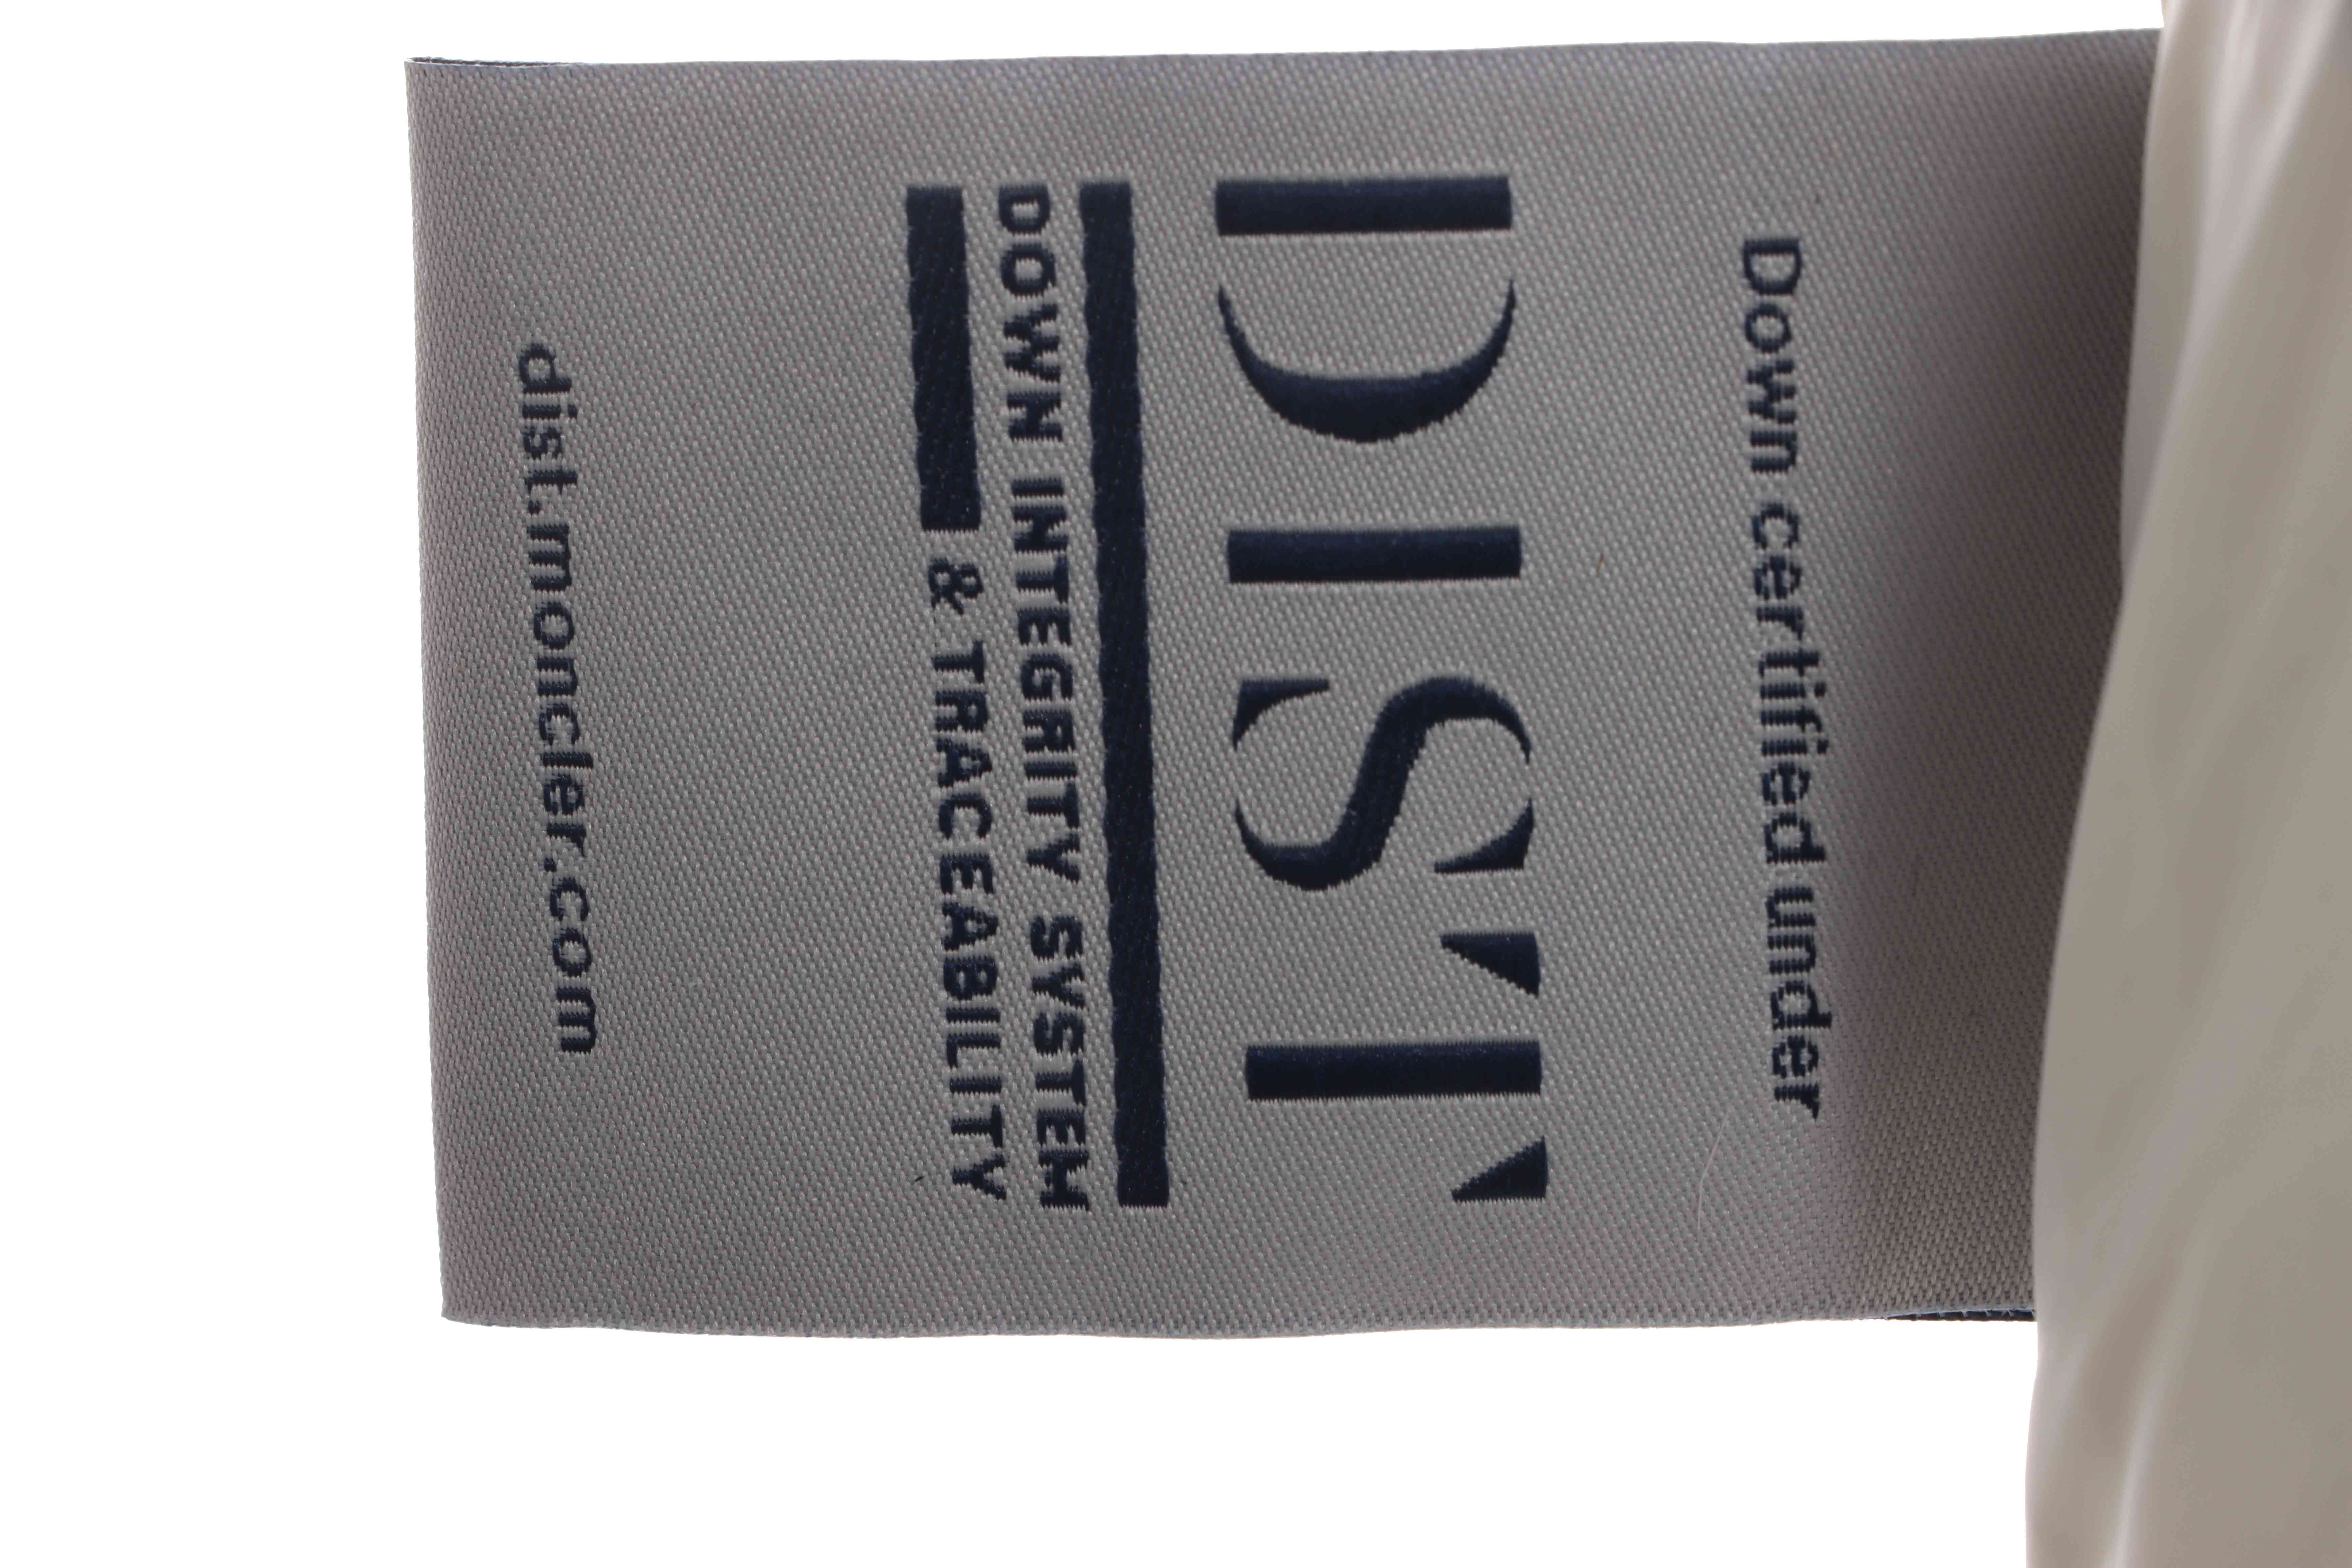 Down certified under
DIST
DOWN INTEGRITY SYSTEM
& TRACEABILITY
dist.moncler.com